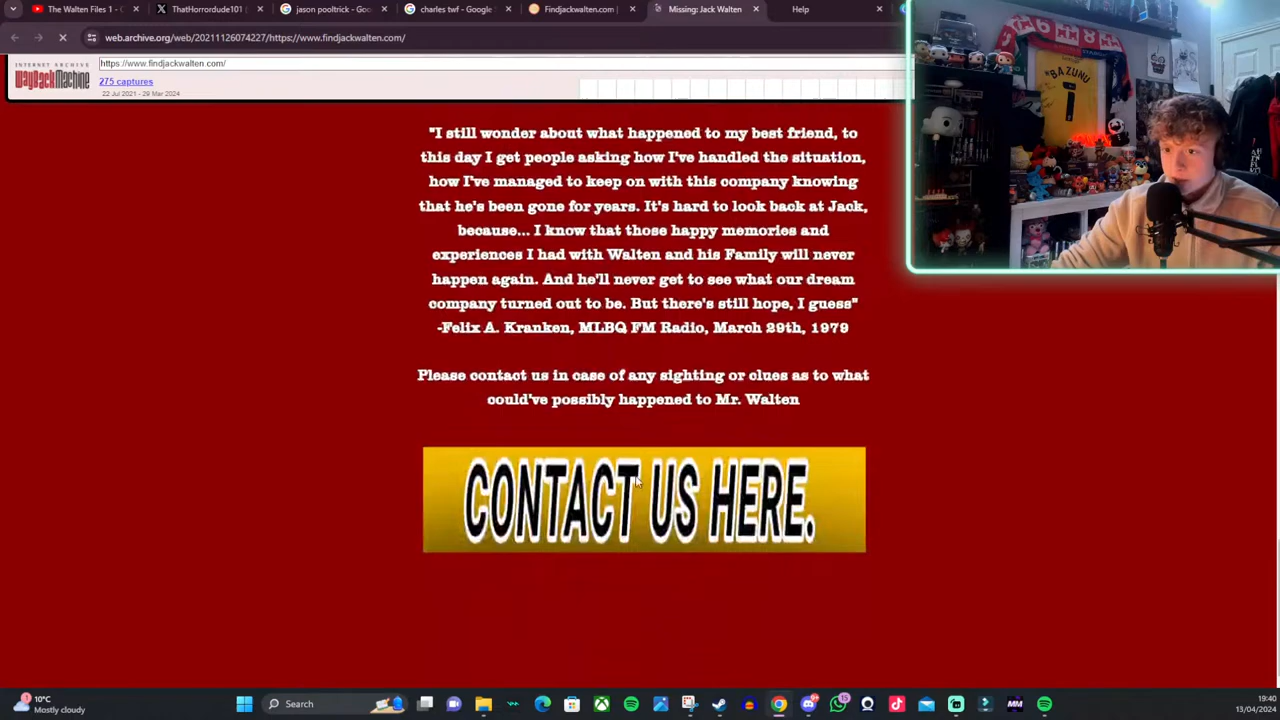 The Walten Files 1 - 
ThatHorrordude101
jason pooltrick - Goo
charles twf - Google
Findjackwalten.com |
Missing: Jack Walten
Help
web.archive.org/web/20211126074227/https://www.findjackwalten.com/
INTERNET ARCHIVE
WayBackMachine
https://www.findjackwalten.com/
275 captures
22 Jul 2021 - 29 Mar 2024
BAZUNU
1
"I still wonder about what happened to my best friend, to
this day I get people asking how I've handled the situation,
how I've managed to keep on with this company knowing
that he's been gone for years. It's hard to look back at Jack,
because... I know that those happy memories and
experiences I had with Walten and his Family will never
happen again. And he'll never get to see what our dream
company turned out to be. But there's still hope, I guess"
-Felix A. Kranken, MLBQ FM Radio, March 29th, 1979
Please contact us in case of any sighting or clues as to what
could've possibly happened to Mr. Walten
CONTACT US HERE.
1
10°C
Mostly cloudy
Search
15
MM
19:40
13/04/2024